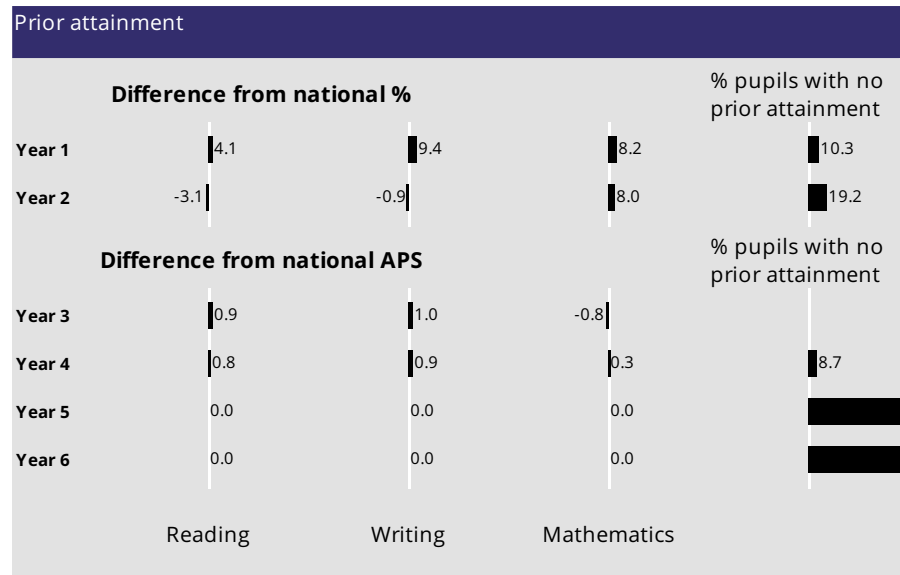 Prior attainment
Difference from national %
% pupils with no
prior attainment
Year 1 4.1 9.4 8.2 10.3
Year 2 -3.1 -0.9 8.0 19.2
Difference from national APS
% pupils with no
prior attainment
Year 3 0.9 1.0 -0.8
Year 4 0.8 0.9 0.3 8.7
Year 5 0.0 0.0 0.0
Year 6 0.0 0.0 0.0
Reading Writing Mathematics